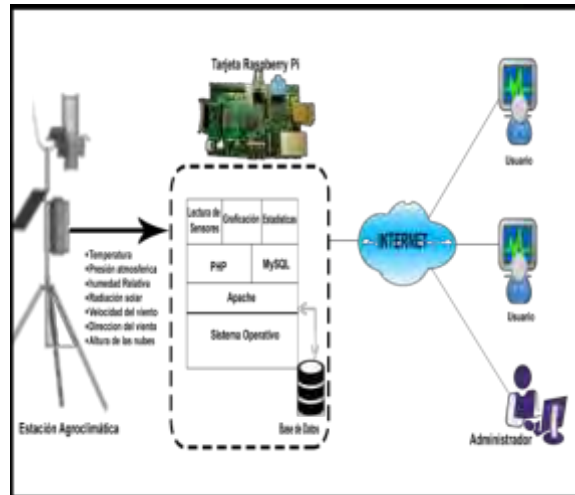 Tarjeta Raspberry Pi
Lectura de
Sensores
Graficación
Estadísticas
PHP
MySQL
Apache
Sistema Operativo
Base de Datos
•Temperatura
•Presión atmosferica
•humedad Relativa
•Radiación solar
•Velocidad del viento
•Direccion del viento
•Altura de las nubes
Estación Agroclimática
INTERNET
Usuario
Usuario
Administrador